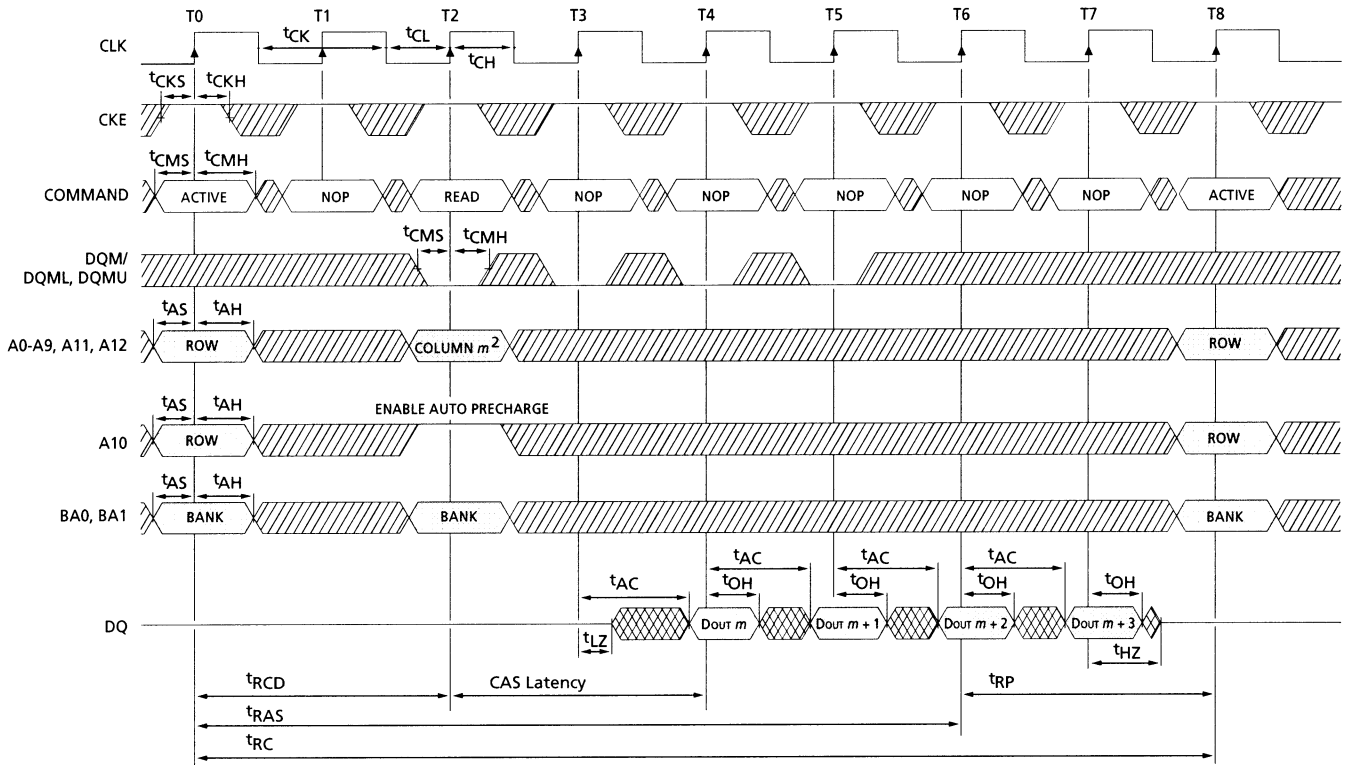 T0 T1 T2 T3 T4 T5 T6 T7 T8
CLK
tCK tCL
tCH
tCKS tCKH
CKE
tCMS tCMH
COMMAND ACTIVE NOP READ NOP NOP NOP NOP NOP ACTIVE
tCMS tCMH
DQM/
DQML, DQMU
tAS tAH
A0-A9, A11, A12 ROW COLUMN m2 ROW
ENABLE AUTO PRECHARGE
tAS tAH
A10 ROW ROW
tAS tAH
BA0, BA1 BANK BANK BANK
tAC tAC tAC
tAC tOH tOH tOH tOH
DQ DOUT m DOUT m + 1 DOUT m + 2 DOUT m + 3
tLZ tHZ
tRCD CAS Latency tRP
tRAS
tRC